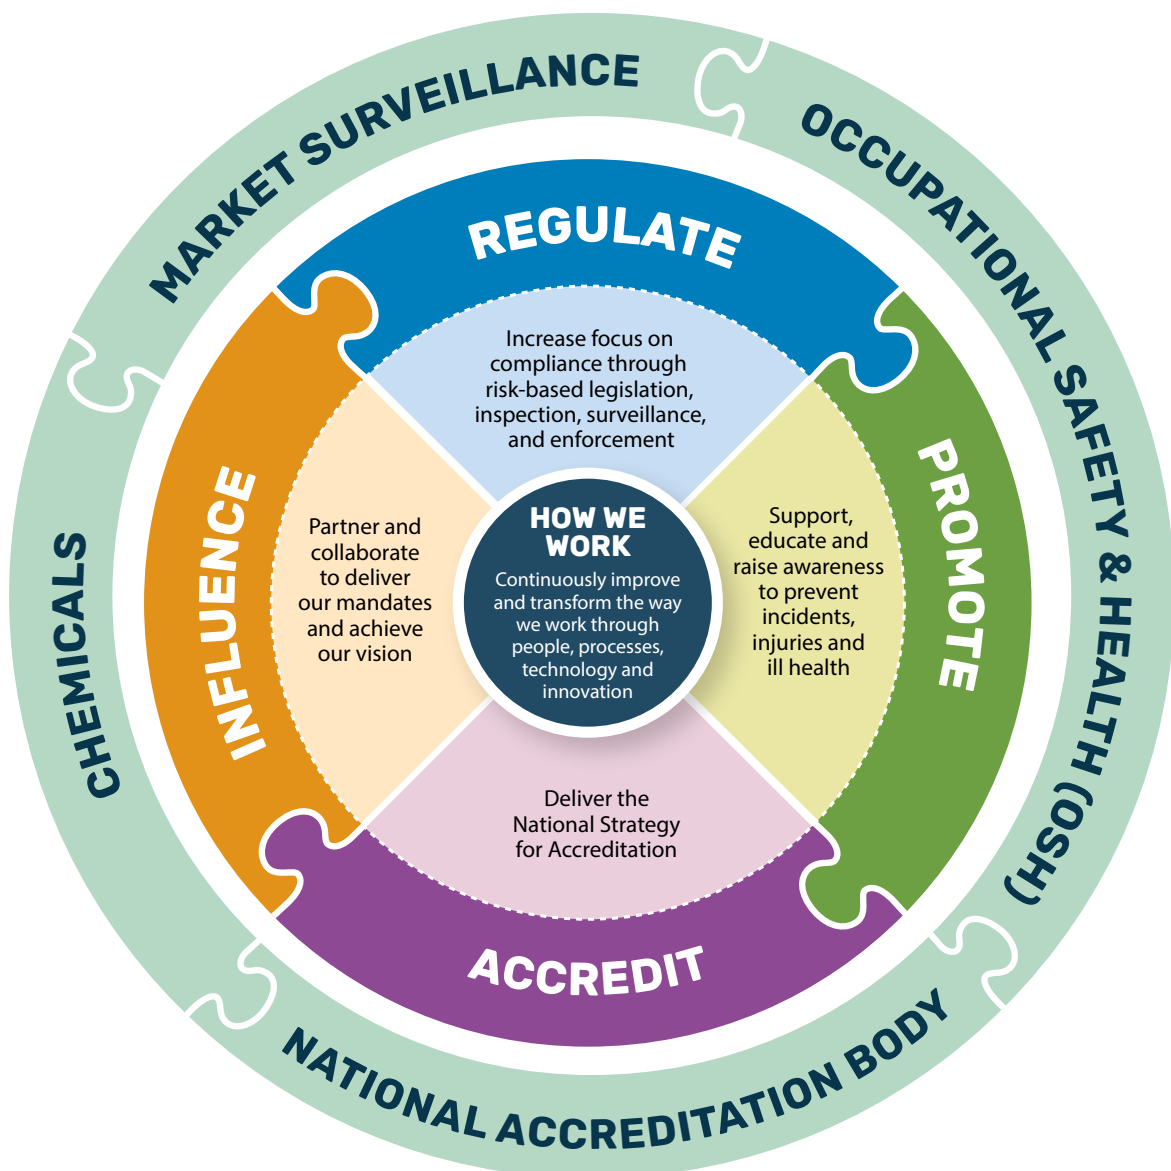 MARKET SURVEILLANCE
OCCUPATIONAL SAFETY & HEALTH (OSH)
NATIONAL ACCREDITATION BODY
CHEMICALS
REGULATE
Increase focus on
compliance through
risk-based legislation,
inspection, surveillance,
and enforcement
PROMOTE
Support,
educate and
raise awareness
to prevent
incidents,
injuries and
ill health
ACCREDIT
Deliver the
National Strategy
for Accreditation
INFLUENCE
Partner and
collaborate
to deliver
our mandates
and achieve
our vision
HOW WE
WORK
Continuously improve
and transform the way
we work through
people, processes,
technology and
innovation